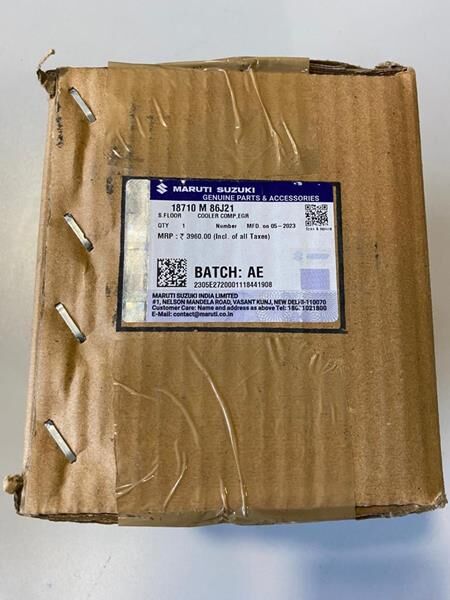 MARUTI SUZUKI
GENUINE PARTS & ACCESSORIES
18710 M 86J21
S.FLOOR COOLER COMP,EGR
QTY 1 Number MFD. on 05-2023
MRP : ₹ 3960.00 (Incl. of all Taxes)
BATCH: AE
2305E2720001118441908
MARUTI SUZUKI INDIA LIMITED
#1, NELSON MANDELA ROAD, VASANT KUNJ, NEW DELHI-110070
Customer Care: Name and address as above Tel:
E-Mail: contact@maruti.co.in